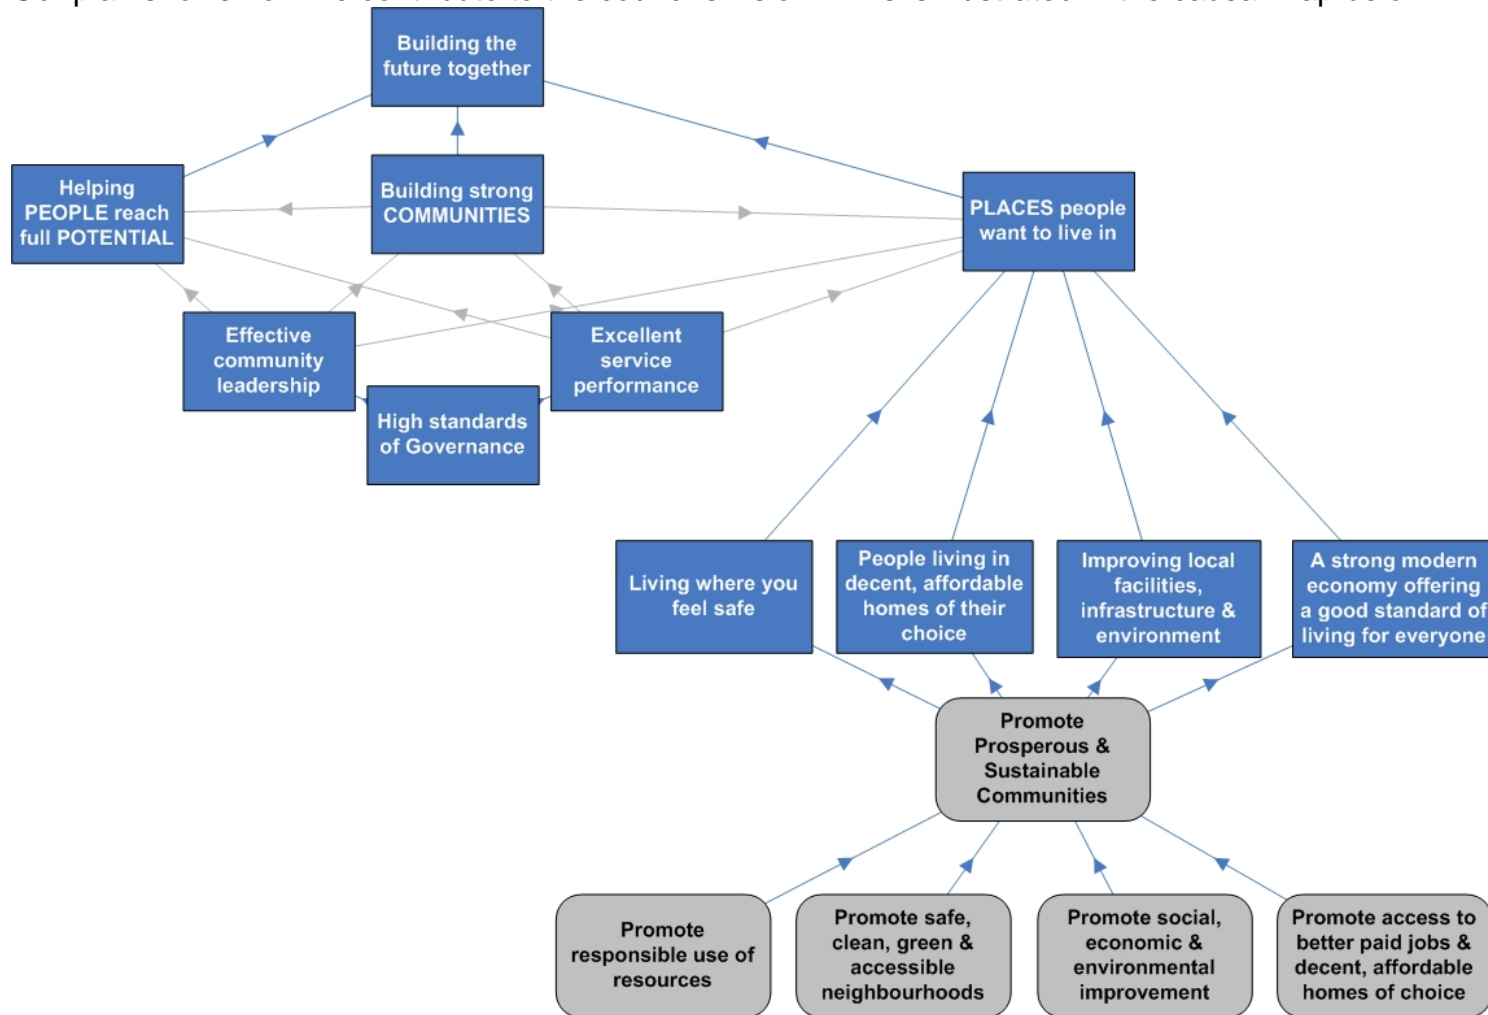 Building the
future together
Helping
PEOPLE reach
full POTENTIAL
Building strong
COMMUNITIES
PLACES people
want to live in
Effective
community
leadership
Excellent
service
performance
High standards
of Governance
Living where you
feel safe
People living in
decent, affordable
homes of their
choice
Improving local
facilities,
infrastructure &
environment
A strong modern
economy offering
a good standard of
living for everyone
Promote
Prosperous &
Sustainable
Communities
Promote
responsible use of
resources
Promote safe,
clean, green &
accessible
neighbourhoods
Promote social,
economic &
environmental
improvement
Promote access to
better paid jobs &
decent, affordable
homes of choice